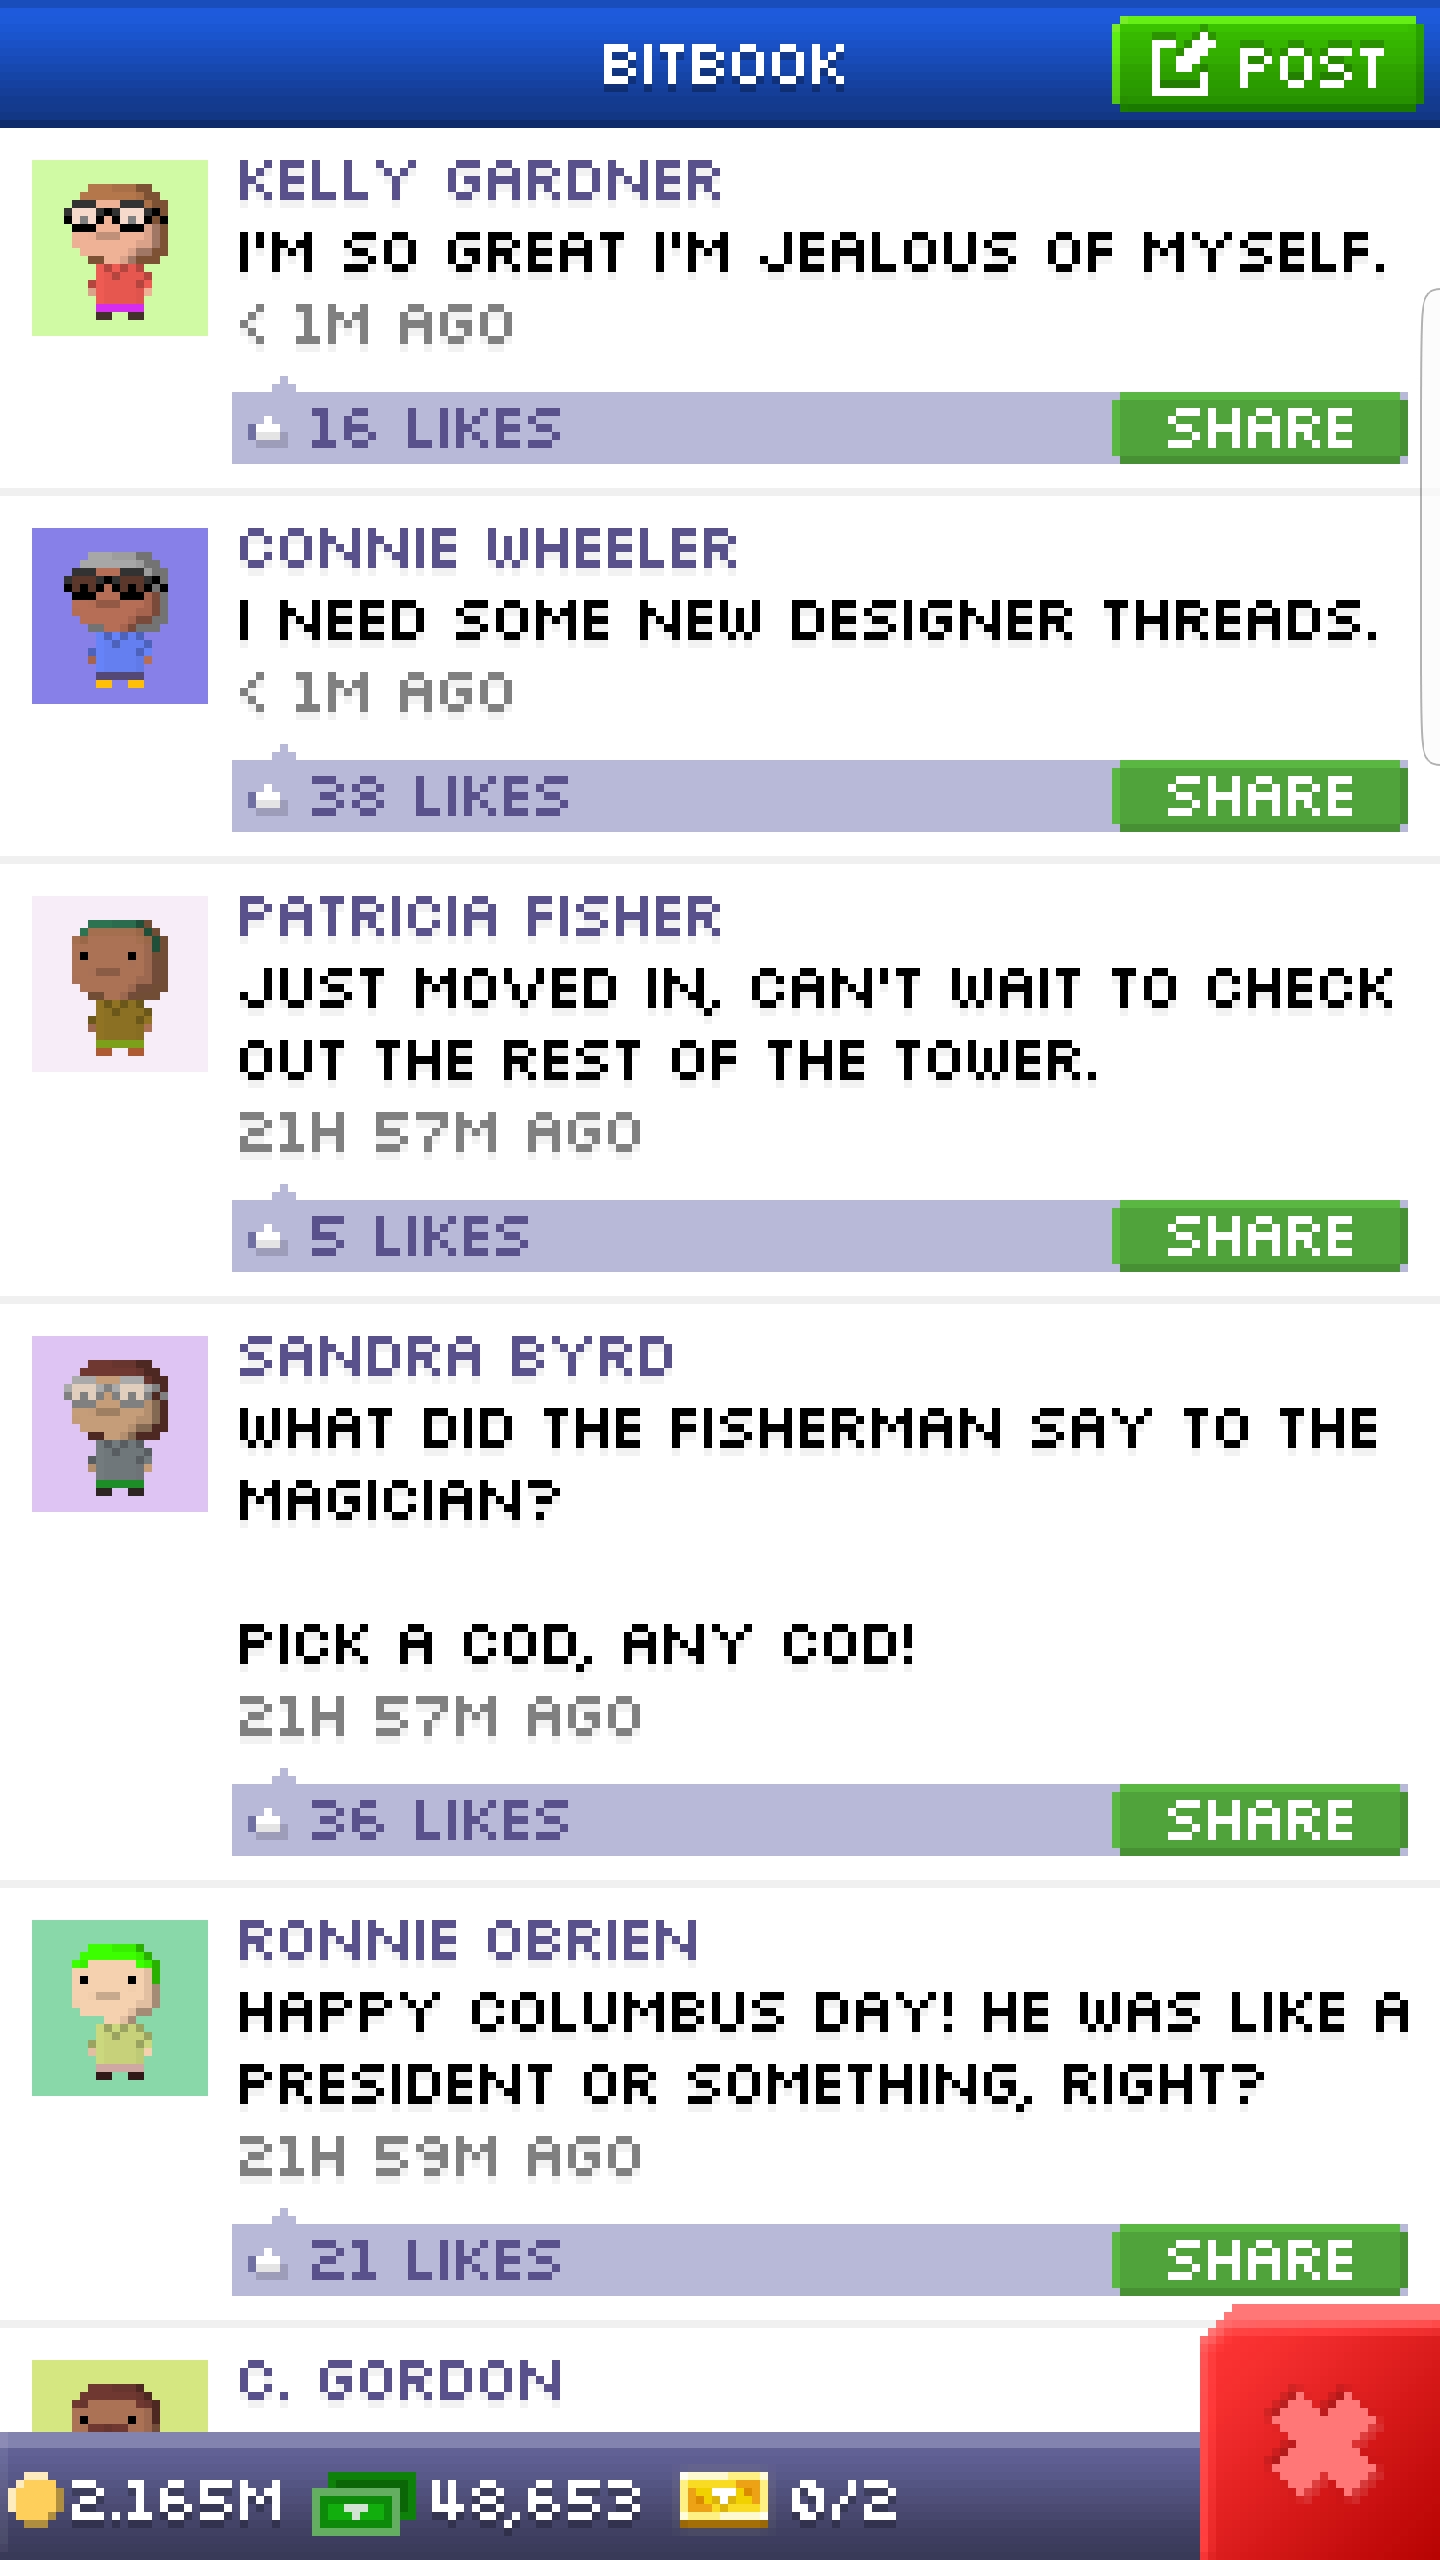 BITBOOK
POST
KELLY GARDNER
I'M SO GREAT I'M JEALOUS OF MYSELF.
< 1M AGO
16 LIKES
SHARE
CONNIE WHEELER
I NEED SOME NEW DESIGNER THREADS.
< 1M AGO
38 LIKES
SHARE
PATRICIA FISHER
JUST MOVED IN, CAN'T WAIT TO CHECK
OUT THE REST OF THE TOWER.
21H 57M AGO
5 LIKES
SHARE
SANDRA BYRD
WHAT DID THE FISHERMAN SAY TO THE
MAGICIAN?
PICK A COD, ANY COD!
21H 57M AGO
36 LIKES
SHARE
RONNIE OBRIEN
HAPPY COLUMBUS DAY! HE WAS LIKE A
PRESIDENT OR SOMETHING, RIGHT?
21H 59M AGO
21 LIKES
SHARE
C. GORDON
2.165M 48,653 0/2